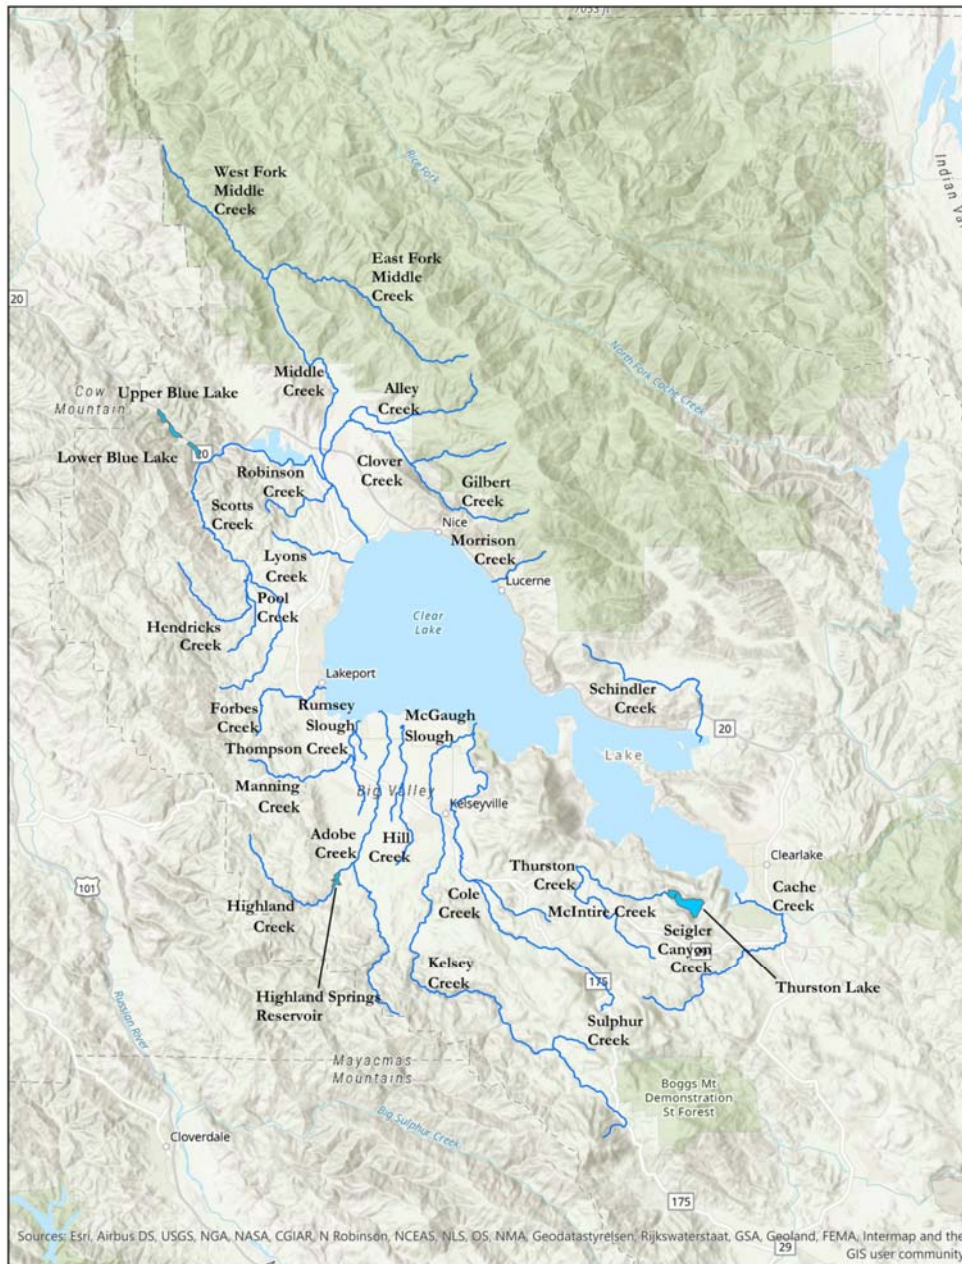 7055 ft
Rice Fork
Indian Va
West Fork
Middle
Creek
East Fork
Middle
Creek
20
North Fork Cache Creek
Middle
Creek
Alley
Creek
Cow
Mountain
Upper Blue Lake
20
Lower Blue Lake
Robinson
Creek
Clover
Creek
Gilbert
Creek
Scotts
Creek
Nice
Morrison
Creek
Lyons
Creek
Lucerne
Pool
Creek
Clear
Lake
Hendricks
Creek
Lakeport
Schindler
Creek
Forbes
Creek
Rumsey
Slough
McGaugh
Slough
20
Thompson Creek
Lake
Manning
Creek
Big Valley
Kelseyville
Adobe
Creek
Hill
Creek
Thurston
Creek
Clearlake
101
Highland
Creek
Cole
Creek
McIntire Creek
Cache
Creek
Seigler
Canyon
Creek
29
Kelsey
Creek
175
Thurston Lake
Highland Springs
Reservoir
Russian River
Sulphur
Creek
Mayacmas
Mountains
Boggs Mt
Demonstration
St Forest
Big Sulphur Creek
Cloverdale
175
Sources: Esri, Airbus DS, USGS, NGA, NASA, CGIAR, N Robinson, NCEAS, NLS, OS, NMA, Geodatastyrelsen, Rijkswaterstaat, GSA, Geoland, FEMA, Intermap and the
29
GIS user community